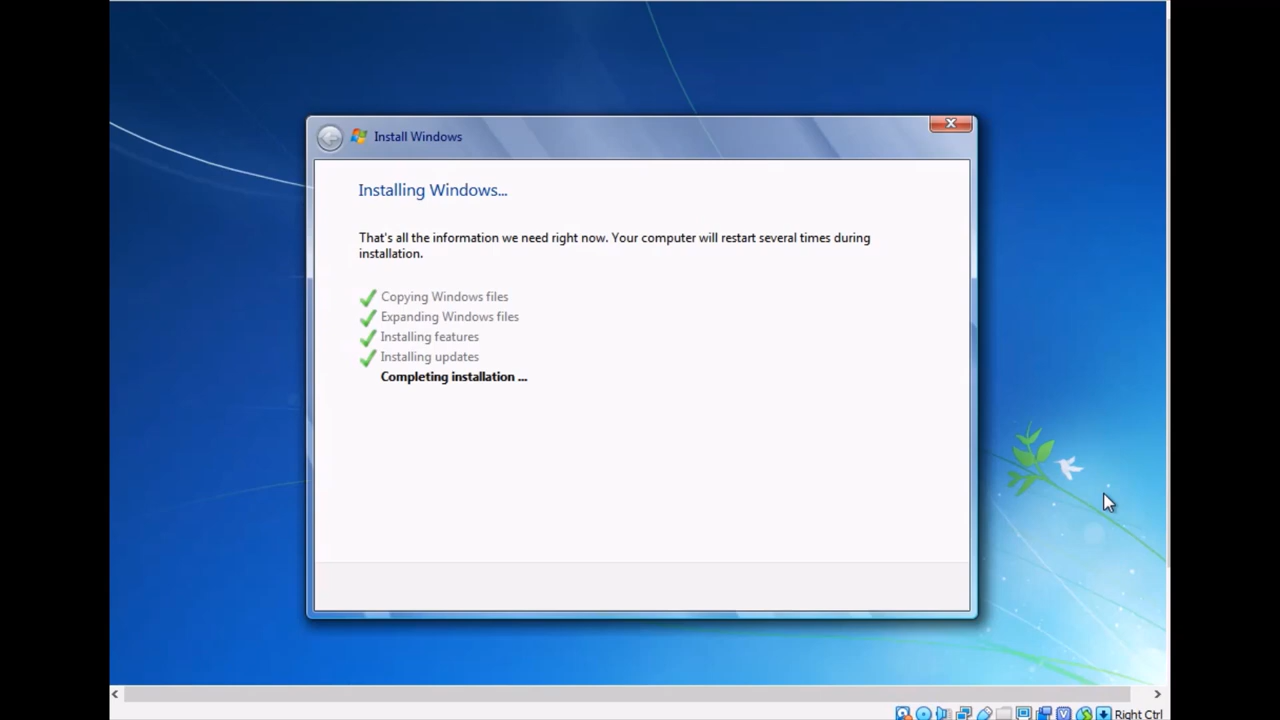 Install Windows
Installing Windows...
That's all the information we need right now. Your computer will restart several times during
installation.
Copying Windows files
Expanding Windows files
Installing features
Installing updates
Completing installation ...
Right Ctrl